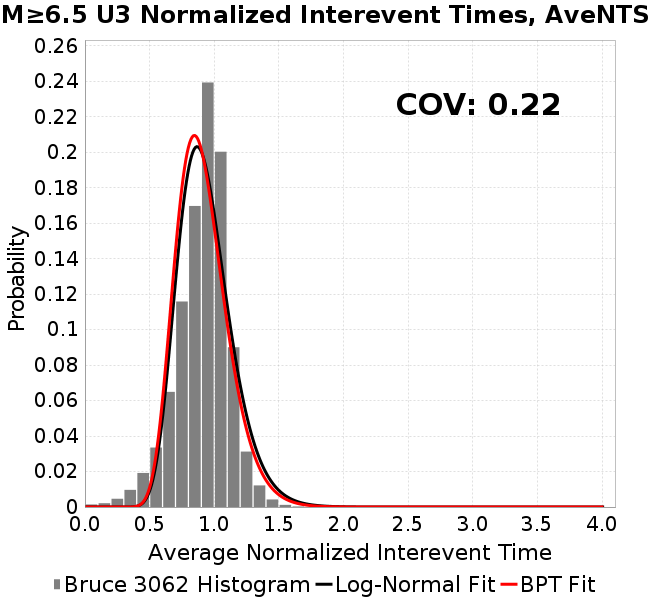 M≥6.5 U3 Normalized Interevent Times, AveNTS
COV: 0.22
Probability
0.26
0.24
0.22
0.2
0.18
0.16
0.14
0.12
0.1
0.08
0.06
0.04
0.02
0
0.0 0.5 1.0 1.5 2.0 2.5 3.0 3.5 4.0
Average Normalized Interevent Time
Bruce 3062 Histogram Log-Normal Fit BPT Fit